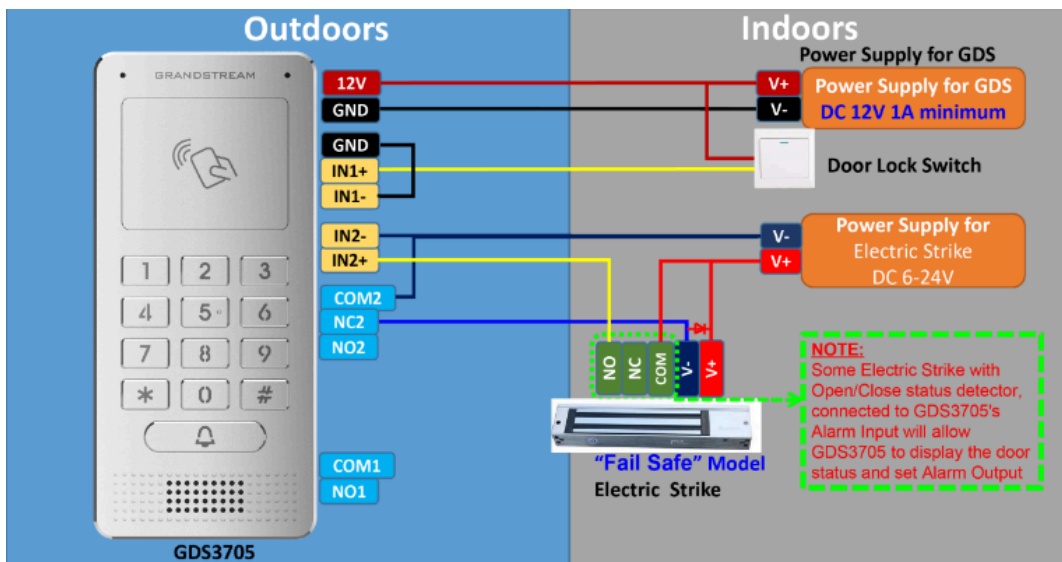 Outdoors
Indoors
GRANDSTREAM
1 2 3
4 5 6
7 8 9
* 0 #
GDS3705
12V
GND
GND
IN1+
IN1-
IN2-
IN2+
COM2
NC2
NO2
COM1
NO1
Power Supply for GDS
V+
V-
Power Supply for GDS
DC 12V 1A minimum
Door Lock Switch
V-
V+
Power Supply for
Electric Strike
DC 6-24V
NO
NC
COM
V-
V+
“Fail Safe” Model
Electric Strike
NOTE:
Some Electric Strike with
Open/Close status detector,
connected to GDS3705's
Alarm Input will allow
GDS3705 to display the door
status and set Alarm Output